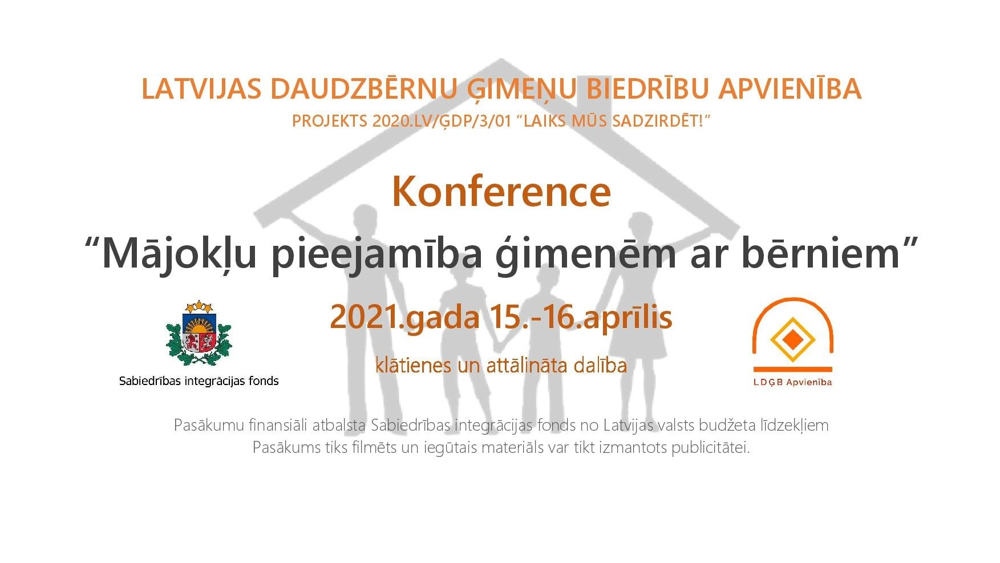 LATVIJAS DAUDZBĒRNU ĢIMEŅU BIEDRĪBU APVIENĪBA
PROJEKTS 2020.LV/ĢDP/3/01 “LAIKS MŪS SADZIRDĒT!”
Konference
“Mājokļu pieejamība ģimenēm ar bērniem”
2021.gada 15.-16.aprīlis
klātienes un attālināta dalība
Sabiedrības integrācijas fonds
LDĢB Apvienība
Pasākumu finansiāli atbalsta Sabiedrības integrācijas fonds no Latvijas valsts budžeta līdzekļiem
Pasākums tiks filmēts un iegūtais materiāls var tikt izmantots publicitātei.